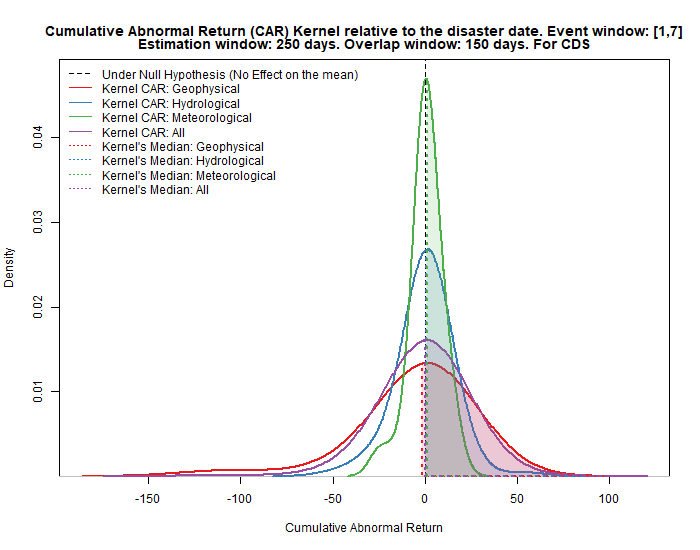 Cumulative Abnormal Return (CAR) Kernel relative to the disaster date. Event window: [1,7]
Estimation window: 250 days. Overlap window: 150 days. For CDS
Under Null Hypothesis (No Effect on the mean)
Kernel CAR: Geophysical
Kernel CAR: Hydrological
Kernel CAR: Meteorological
Kernel CAR: All
Kernel's Median: Geophysical
Kernel's Median: Hydrological
Kernel's Median: Meteorological
Kernel's Median: All
Density
0.04
0.03
0.02
0.01
-150 -100 -50 0 50 100
Cumulative Abnormal Return